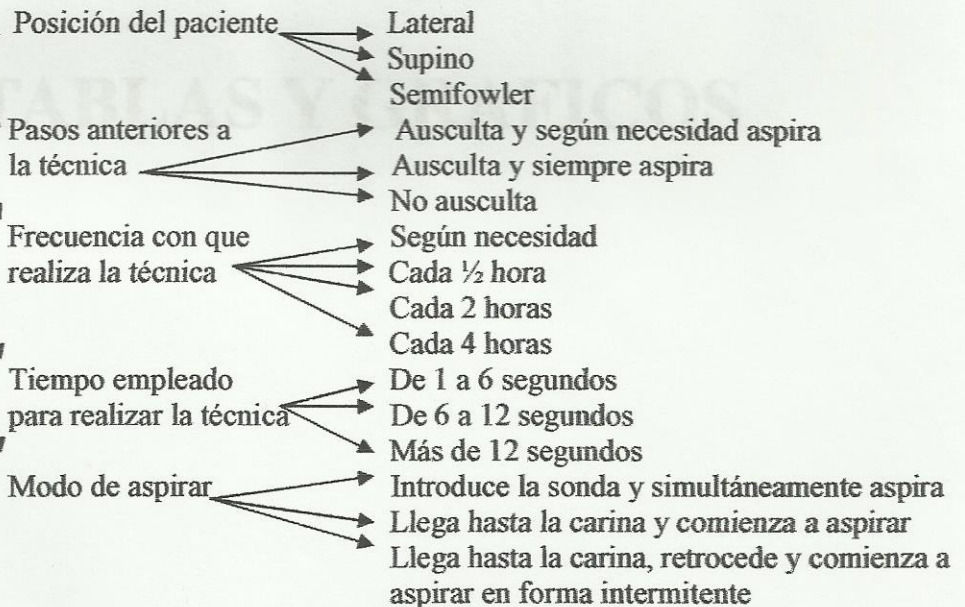 Posición del paciente
Lateral
Supino
Semifowler
TABLAS Y GRAFICOS
Pasos anteriores a
la técnica
Ausculta y según necesidad aspira
Ausculta y siempre aspira
No ausculta
Frecuencia con que
realiza la técnica
Según necesidad
Cada ½ hora
Cada 2 horas
Cada 4 horas
Tiempo empleado
para realizar la técnica
De 1 a 6 segundos
De 6 a 12 segundos
Más de 12 segundos
Modo de aspirar
Introduce la sonda y simultáneamente aspira
Llega hasta la carina y comienza a aspirar
Llega hasta la carina, retrocede y comienza a
aspirar en forma intermitente